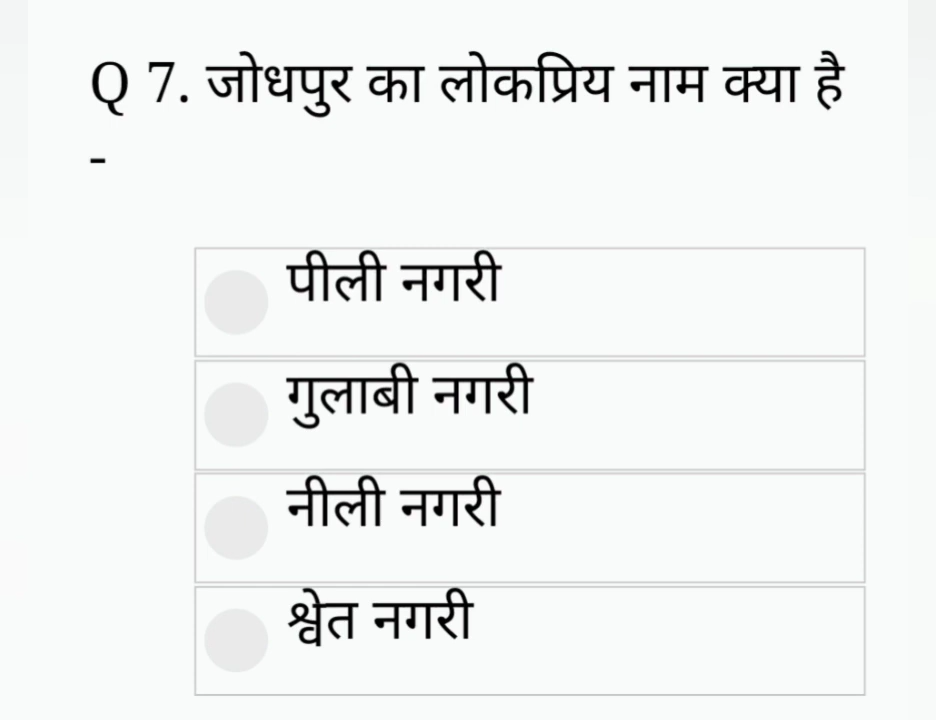 Q 7. जोधपुर का लोकप्रिय नाम क्या है
-
पीली नगरी
गुलाबी नगरी
नीली नगरी
श्वेत नगरी